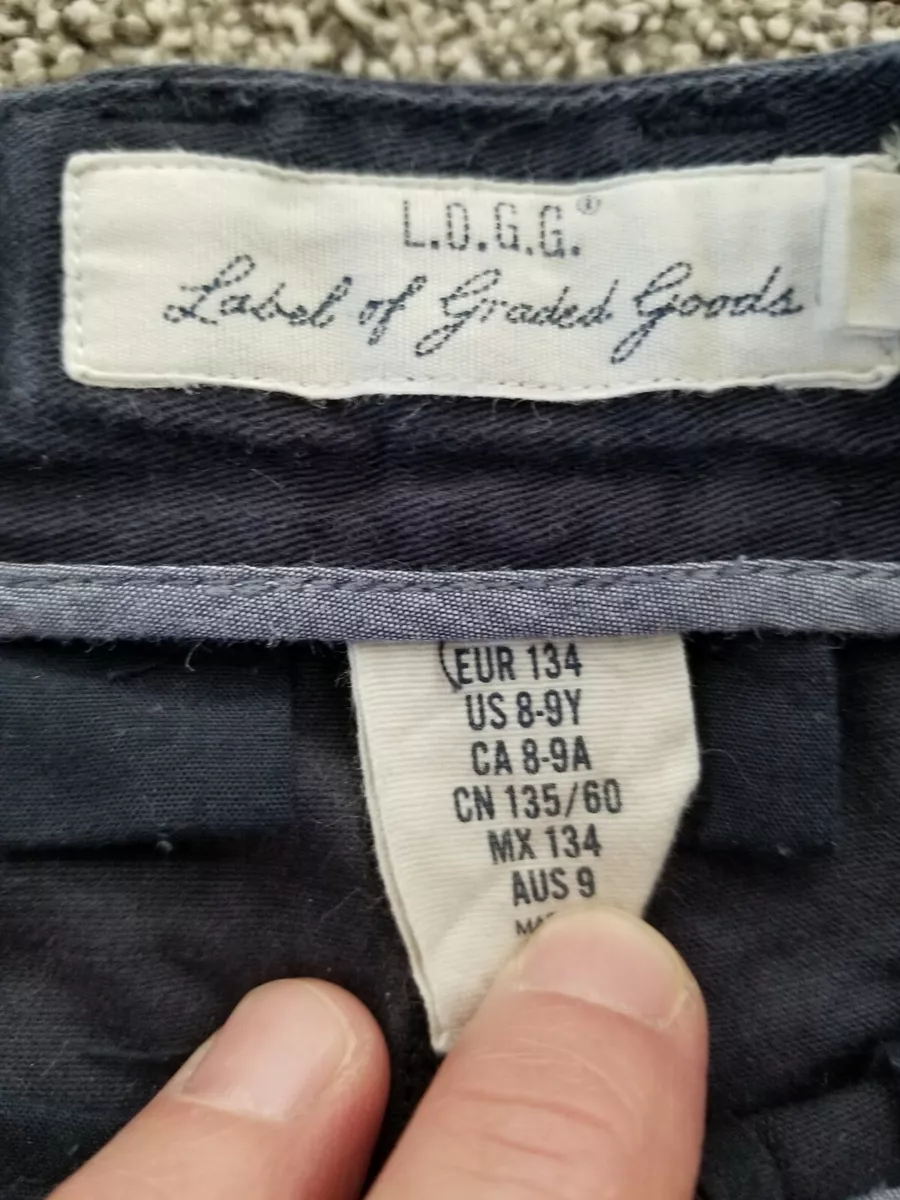 L.O.G.G.®
Label of Graded Goods
EUR 134
US 8-9Y
CA 8-9A
CN 135/60
MX 134
AUS 9